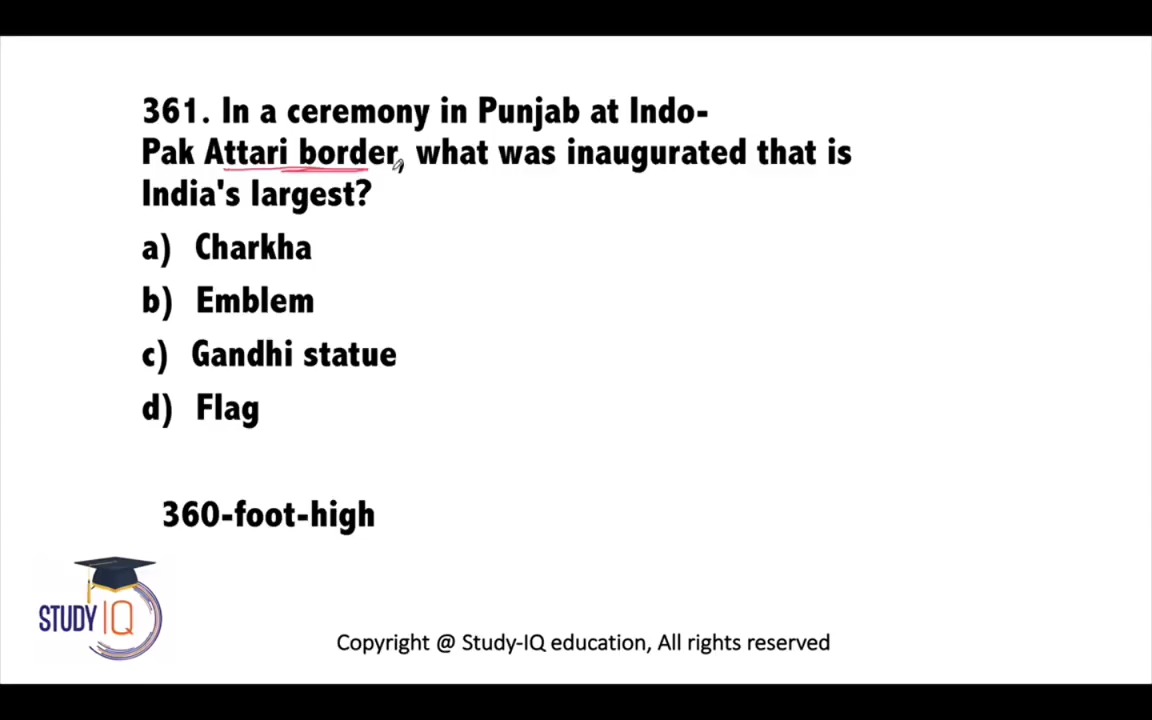 361. In a ceremony in Punjab at Indo-
Pak Attari border, what was inaugurated that is
India's largest?
a) Charkha
b) Emblem
c) Gandhi statue
d) Flag
360-foot-high
STUDY IQ
Copyright @ Study-IQ education, All rights reserved